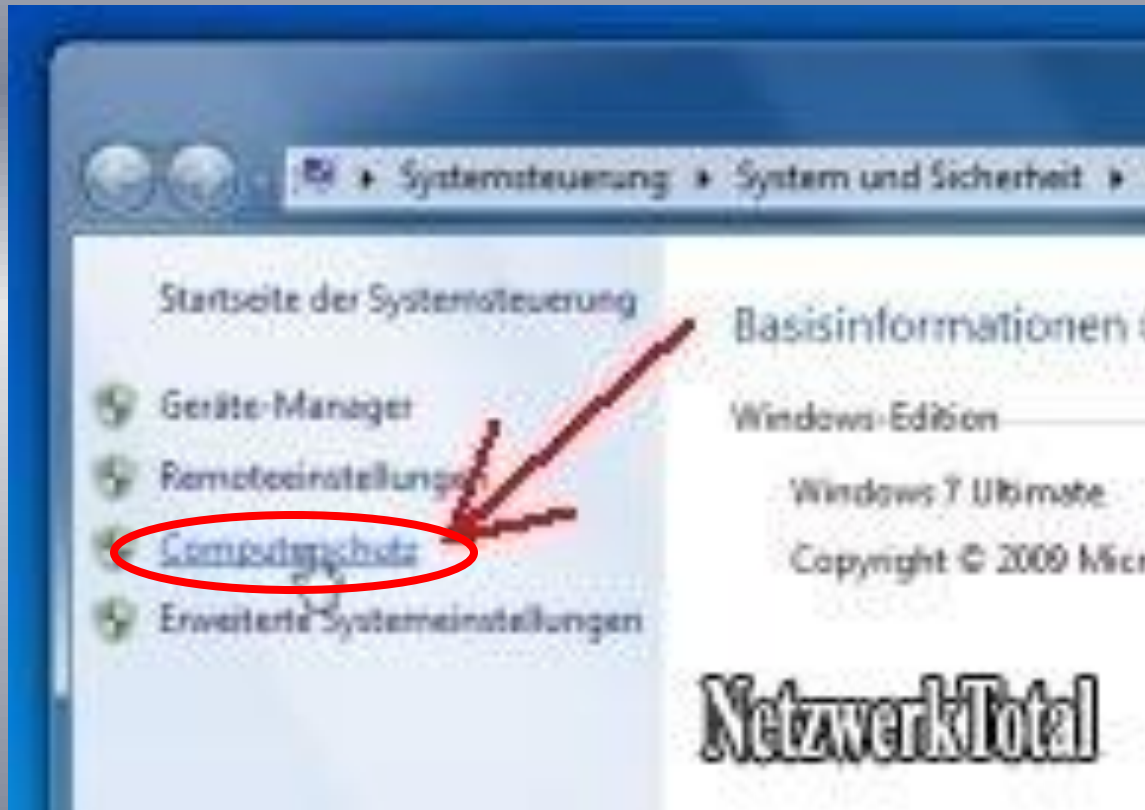 Systemsteuerung ▸ System und Sicherheit ▸
Startseite der Systemsteuerung
Geräte-Manager
Remoteeinstellungen
Computerschutz
Erweiterte Systemeinstellungen
Basisinformationen
Windows-Edition
Windows 7 Ultimate
Copyright © 2009 Micr
NetzwerkTotal